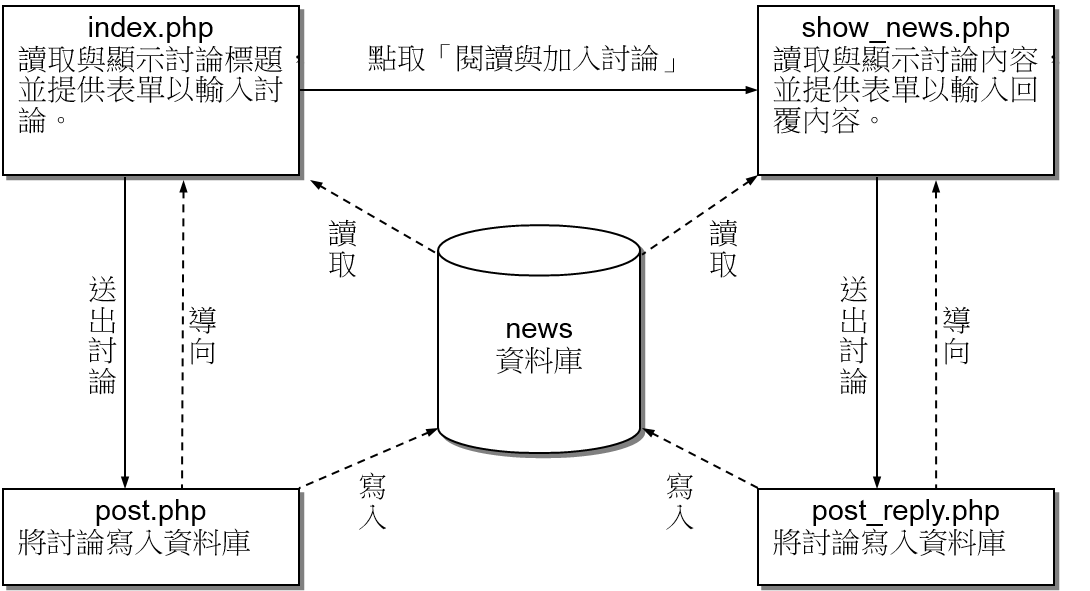 index.php
讀取與顯示討論標題
並提供表單以輸入討
論。
點取「閱讀與加入討論」
show_news.php
讀取與顯示討論內容
並提供表單以輸入回
覆內容。
讀取
讀取
送出討論
導向
news
資料庫
送出討論
導向
寫入
寫入
post.php
將討論寫入資料庫
post_reply.php
將討論寫入資料庫